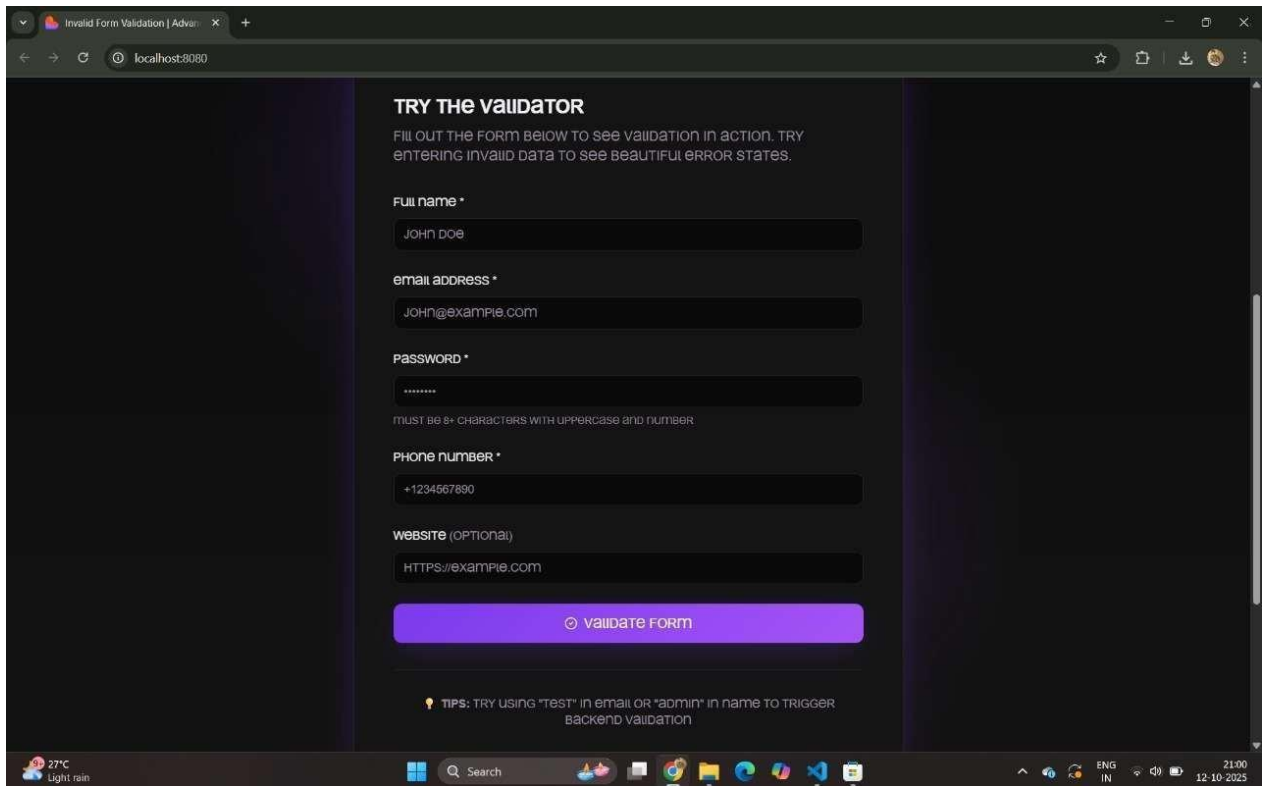 Invalid Form Validation | Advan
localhost:8080
TRY THE VALIDATOR
FILL OUT THE FORM BELOW TO SEE VALIDATION IN ACTION. TRY
ENTERING INVALID DATA TO SEE BEAUTIFUL ERROR STATES.
FULL NAME *
JOHN DOE
EMAIL ADDRESS *
JOHN@EXAMPLE.COM
PASSWORD *
••••••••
MUST BE 8+ CHARACTERS WITH UPPERCASE AND NUMBER
PHONE NUMBER *
+1234567890
WEBSITE (OPTIONAL)
HTTPS://EXAMPLE.COM
VALIDATE FORM
TIPS: TRY USING "TEST" IN EMAIL OR "ADMIN" IN NAME TO TRIGGER
BACKEND VALIDATION
9+
27°C
Light rain
Search
ENG
IN
21:00
12-10-2025